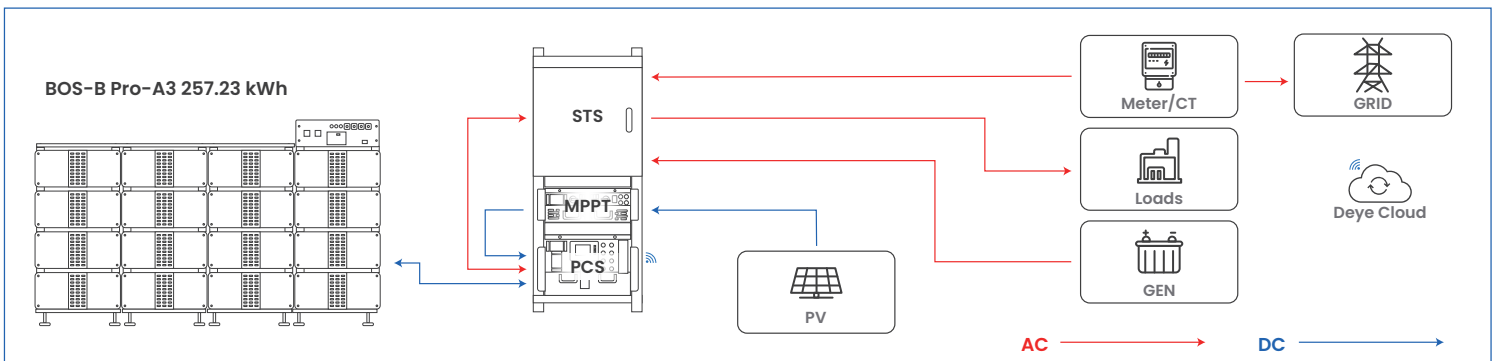 BOS-B Pro-A3 257.23 kWh
STS
MPPT
PCS
PV
Meter/CT
GRID
Loads
Deye Cloud
GEN
AC
DC